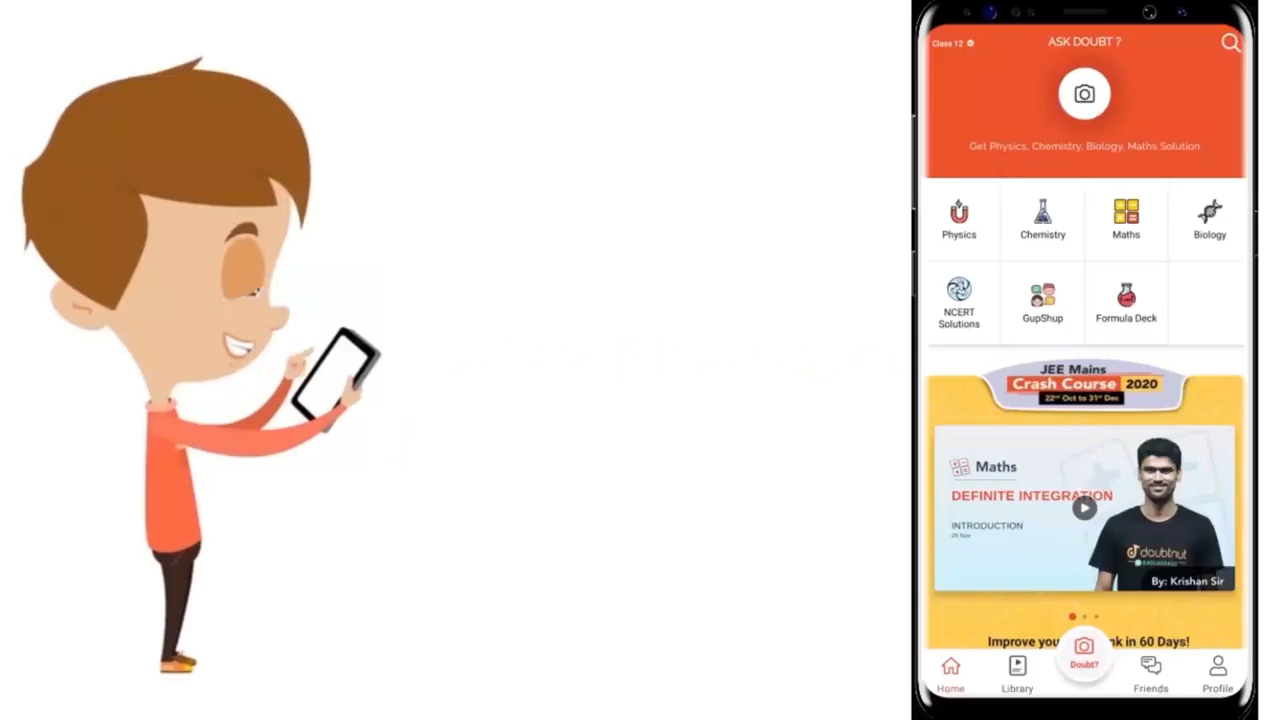 Class 12
ASK DOUBT ?
Get Physics, Chemistry, Biology, Maths Solution
Physics
Chemistry
Maths
Biology
NCERT
Solutions
GupShup
Formula Deck
JEE Mains
Crash Course 2020
22nd Oct to 31st Dec
Maths
DEFINITE INTEGRATION
INTRODUCTION
doubtnut
By: Krishan Sir
in 60 Days!
Doubt?
Home
Library
Friends
Profile